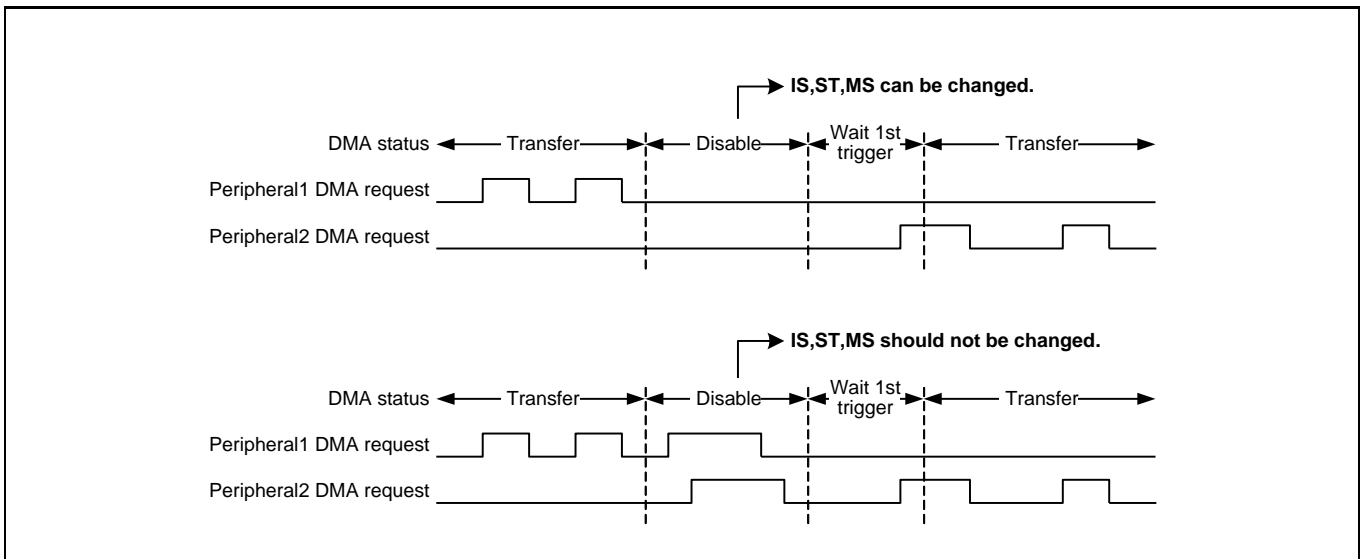 IS,ST,MS can be changed.
DMA status Transfer Disable Wait 1st trigger Transfer
Peripheral1 DMA request
Peripheral2 DMA request
IS,ST,MS should not be changed.
DMA status Transfer Disable Wait 1st trigger Transfer
Peripheral1 DMA request
Peripheral2 DMA request